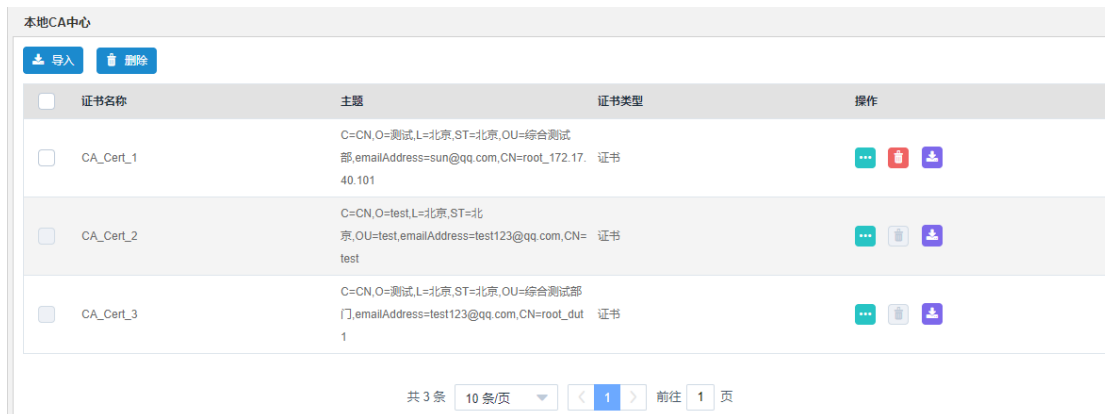 本地CA中心
导入 删除
证书名称 主题 证书类型 操作
C=CN,O=测试,L=北京,ST=北京,OU=综合测试
CA_Cert_1 部,emailAddress=sun@qq.com,CN=root_172.17. 证书
40.101
C=CN,O=test,L=北京,ST=北
CA_Cert_2 京,OU=test,emailAddress=test123@qq.com,CN= 证书
test
C=CN,O=测试,L=北京,ST=北京,OU=综合测试部
CA_Cert_3 门,emailAddress=test123@qq.com,CN=root_dut 证书
1
共 3 条 10 条/页 1 前往 1 页